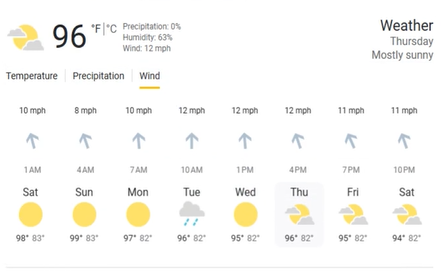 96 °F|°C
Precipitation: 0%
Humidity: 63%
Wind: 12 mph
Weather
Thursday
Mostly sunny
Temperature | Precipitation | Wind
10 mph 8 mph 10 mph 12 mph 12 mph 12 mph 11 mph 11 mph
1 AM 4 AM 7 AM 10 AM 1 PM 4 PM 7 PM 10 PM
Sat Sun Mon Tue Wed Thu Fri Sat
98° 83° 99° 83° 97° 82° 96° 82° 95° 82° 96° 82° 95° 82° 94° 82°